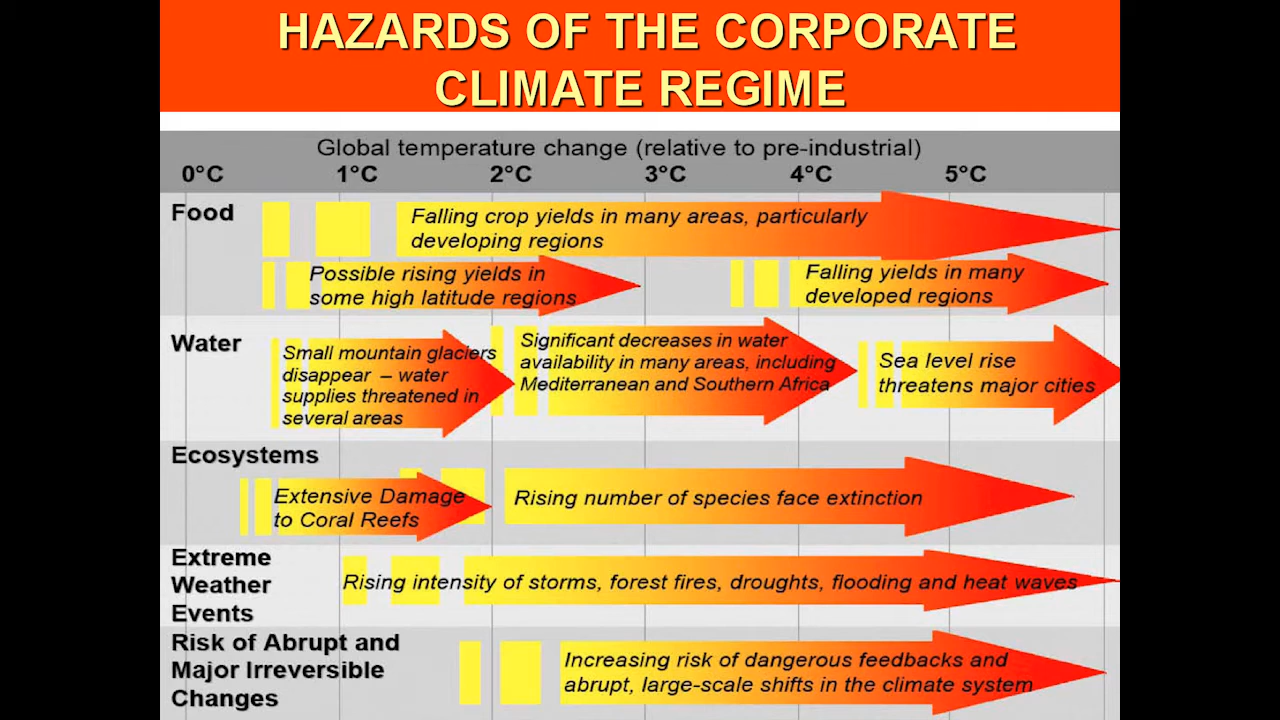 HAZARDS OF THE CORPORATE
CLIMATE REGIME
Global temperature change (relative to pre-industrial)
0°C 1°C 2°C 3°C 4°C 5°C
Food
Falling crop yields in many areas, particularly
developing regions
Possible rising yields in
some high latitude regions
Falling yields in many
developed regions
Water
Small mountain glaciers
disappear – water
supplies threatened in
several areas
Significant decreases in water
availability in many areas, including
Mediterranean and Southern Africa
Sea level rise
threatens major cities
Ecosystems
Extensive Damage
to Coral Reefs
Rising number of species face extinction
Extreme
Weather
Events
Rising intensity of storms, forest fires, droughts, flooding and heat waves
Risk of Abrupt and
Major Irreversible
Changes
Increasing risk of dangerous feedbacks and
abrupt, large-scale shifts in the climate system